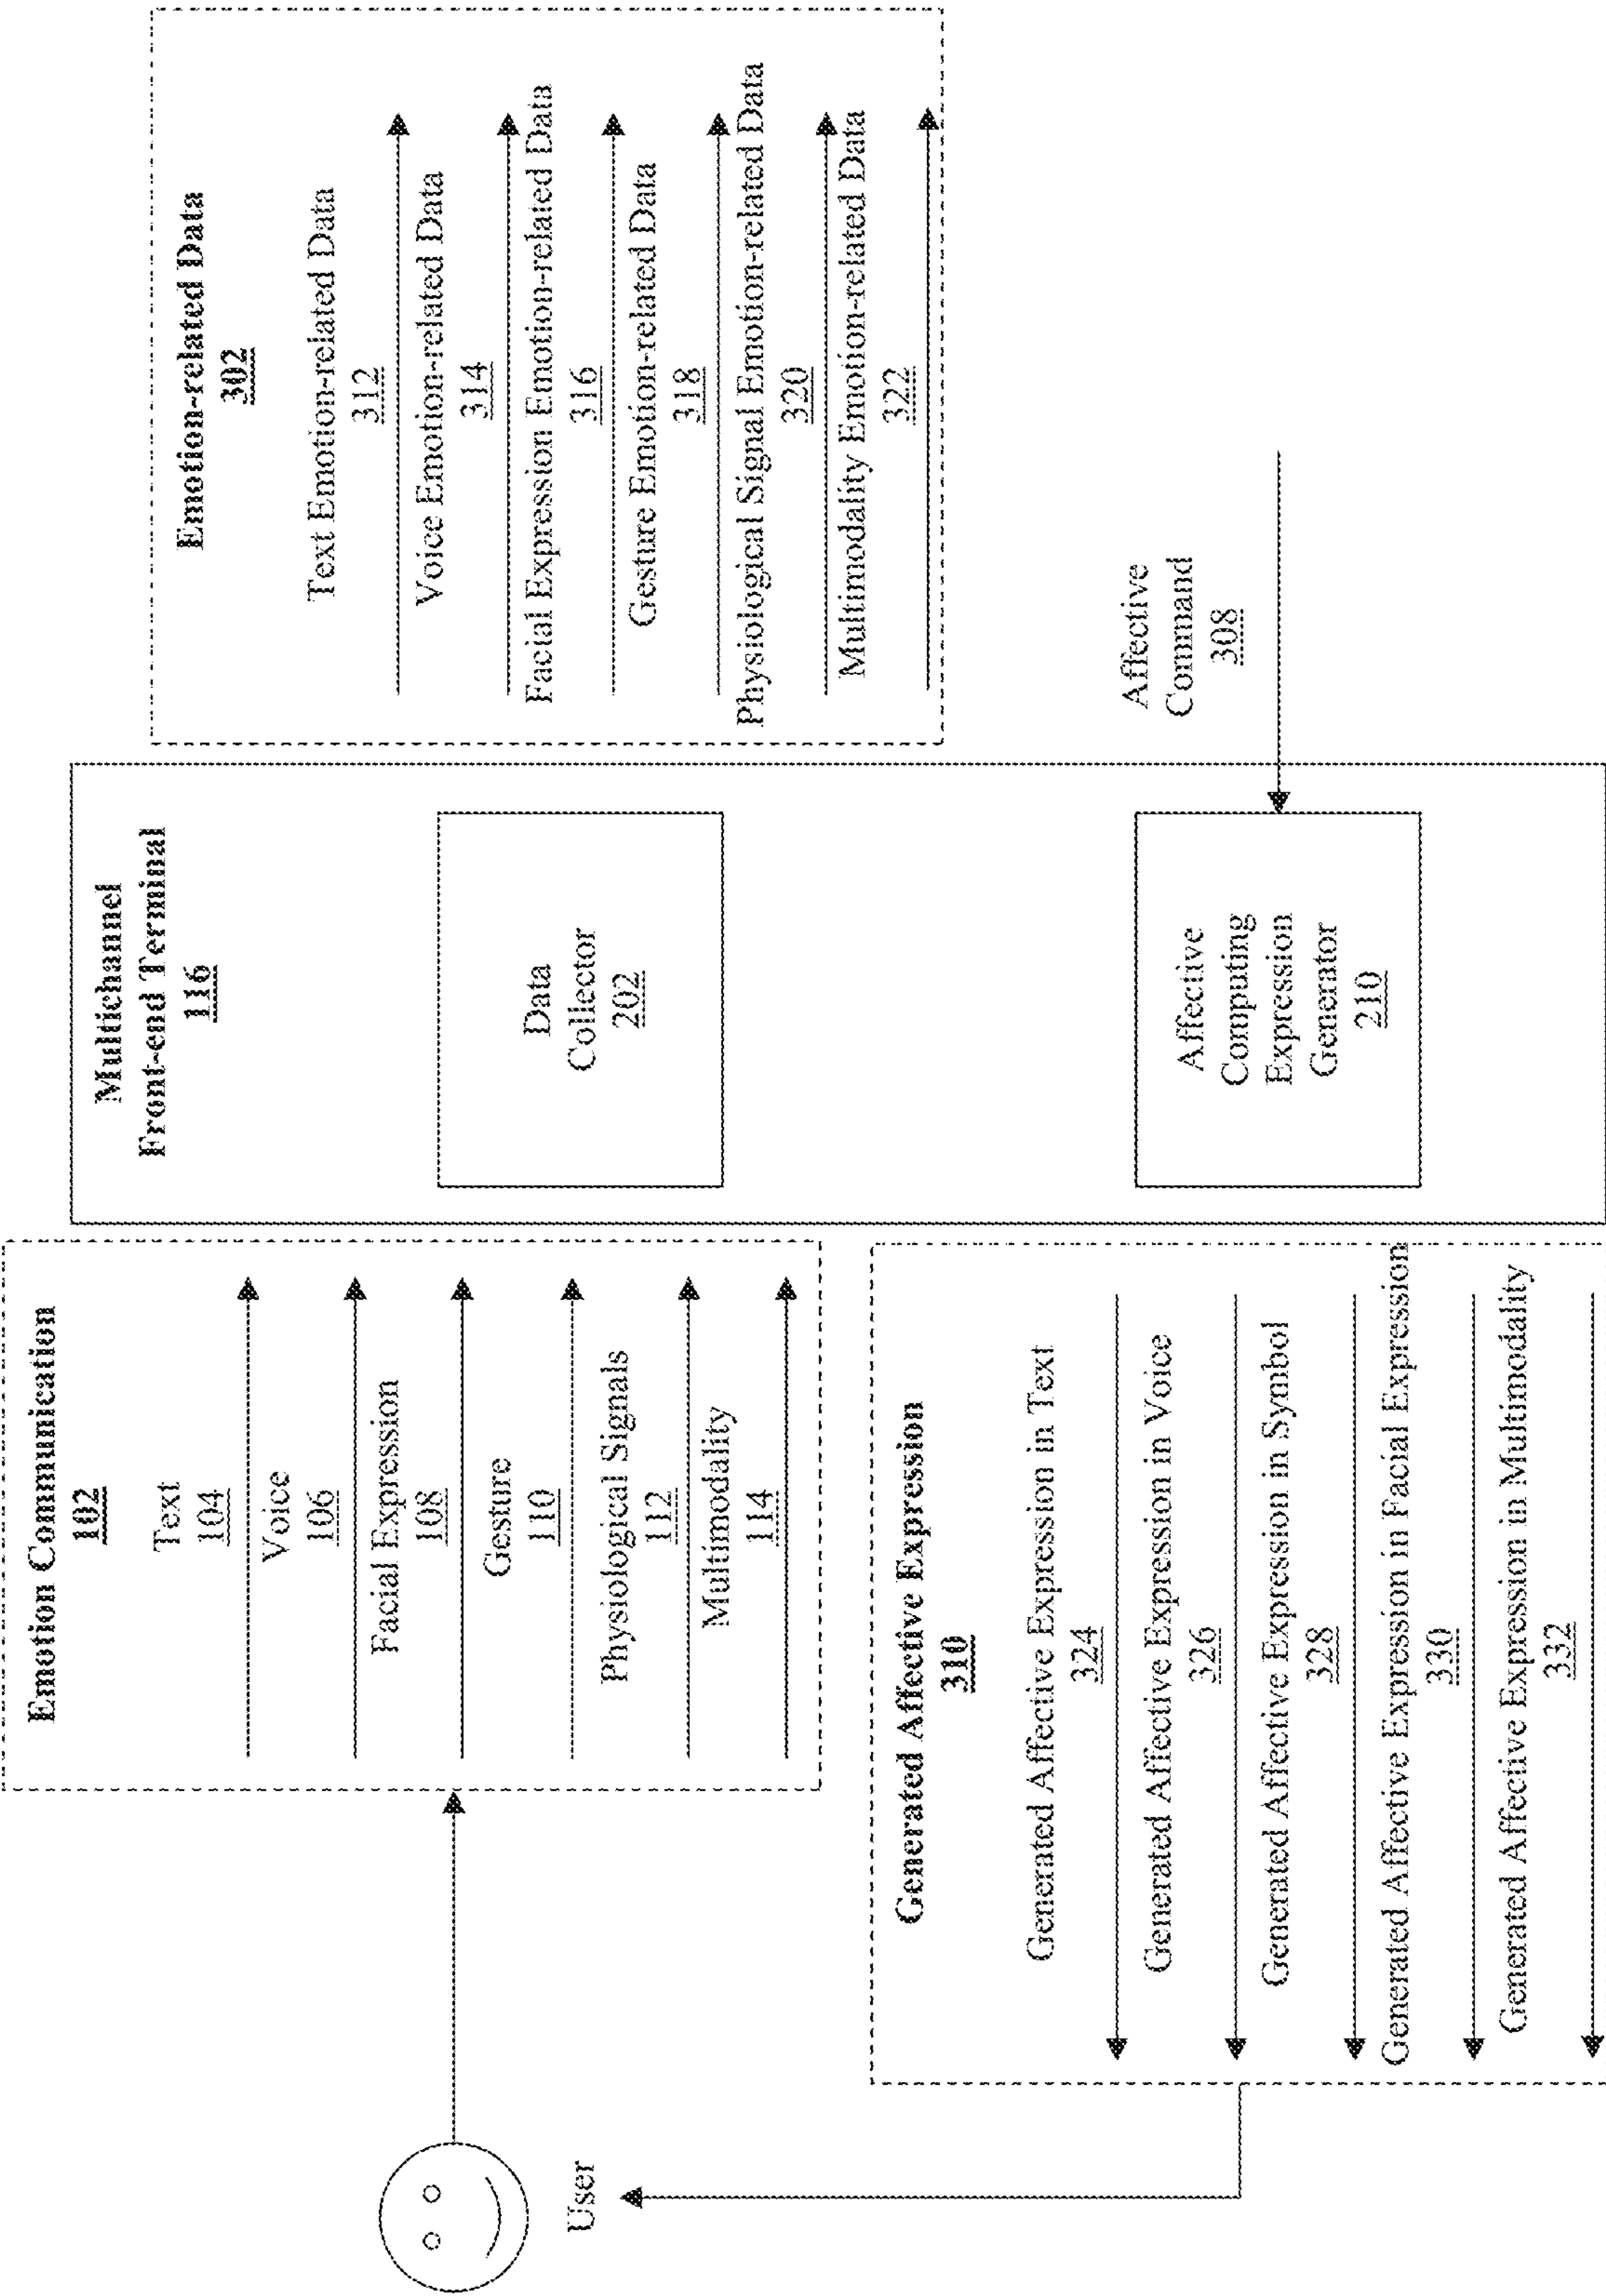 Emotion Communication
102
Text
104
Voice
106
Facial Expression
108
Gesture
110
Physiological Signals
112
Multimodality
114
User
Generated Affective Expression
310
Generated Affective Expression in Text
324
Generated Affective Expression in Voice
326
Generated Affective Expression in Symbol
328
Generated Affective Expression in Facial Expression
330
Generated Affective Expression in Multimodality
332
Multichannel
Front-end Terminal
116
Data
Collector
202
Affective
Computing
Expression
Generator
210
Emotion-related Data
302
Text Emotion-related Data
312
Voice Emotion-related Data
314
Facial Expression Emotion-related Data
316
Gesture Emotion-related Data
318
Physiological Signal Emotion-related Data
320
Multimodality Emotion-related Data
322
Affective
Command
308